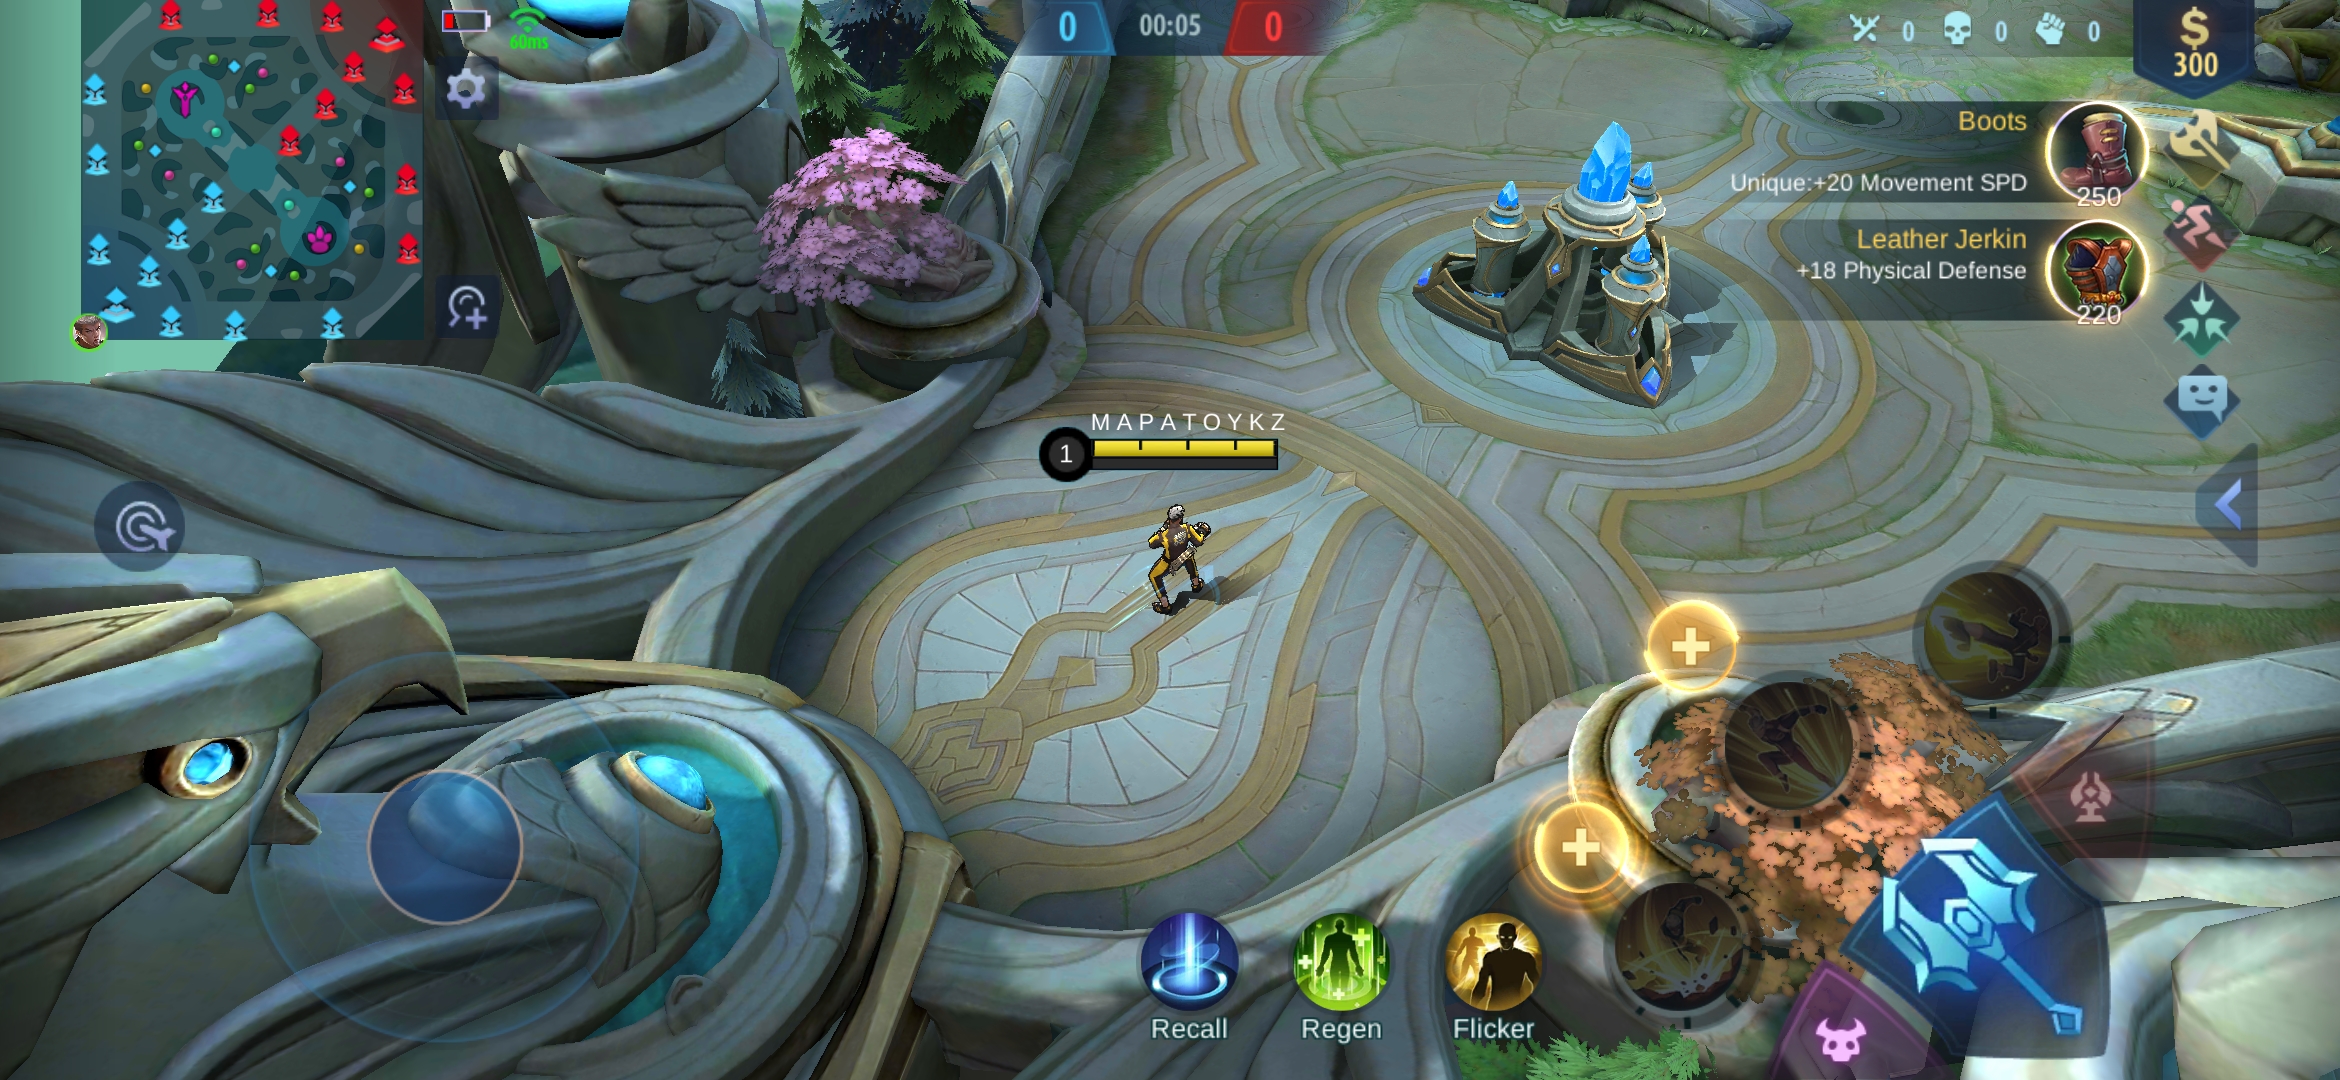 0
00:05
0
0
0
0
$
300
60ms
Boots
Unique:+20 Movement SPD
250
Leather Jerkin
+18 Physical Defense
220
MAPATOYKZ
1
Recall
Regen
Flicker